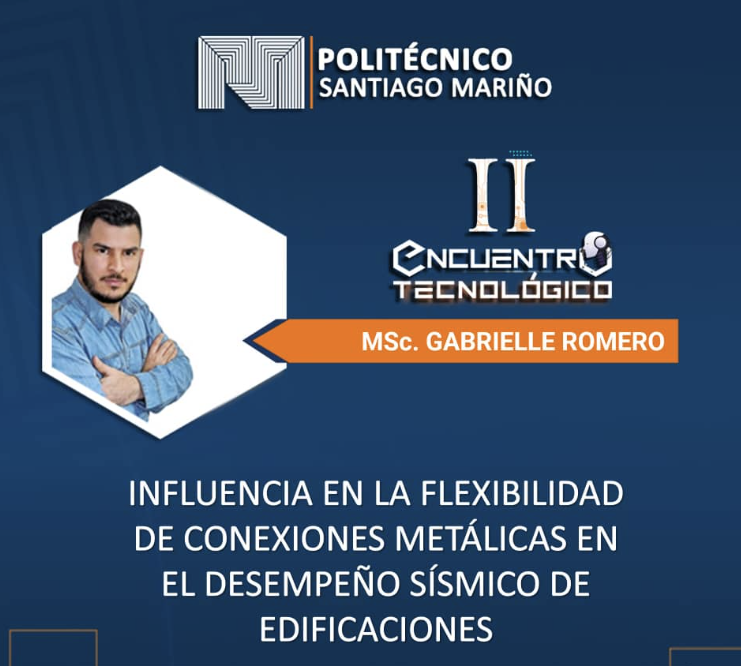 POLITÉCNICO
SANTIAGO MARIÑO
II
ENCUENTRO
TECNOLÓGICO
MSc. GABRIELLE ROMERO
INFLUENCIA EN LA FLEXIBILIDAD
DE CONEXIONES METÁLICAS EN
EL DESEMPEÑO SÍSMICO DE
EDIFICACIONES